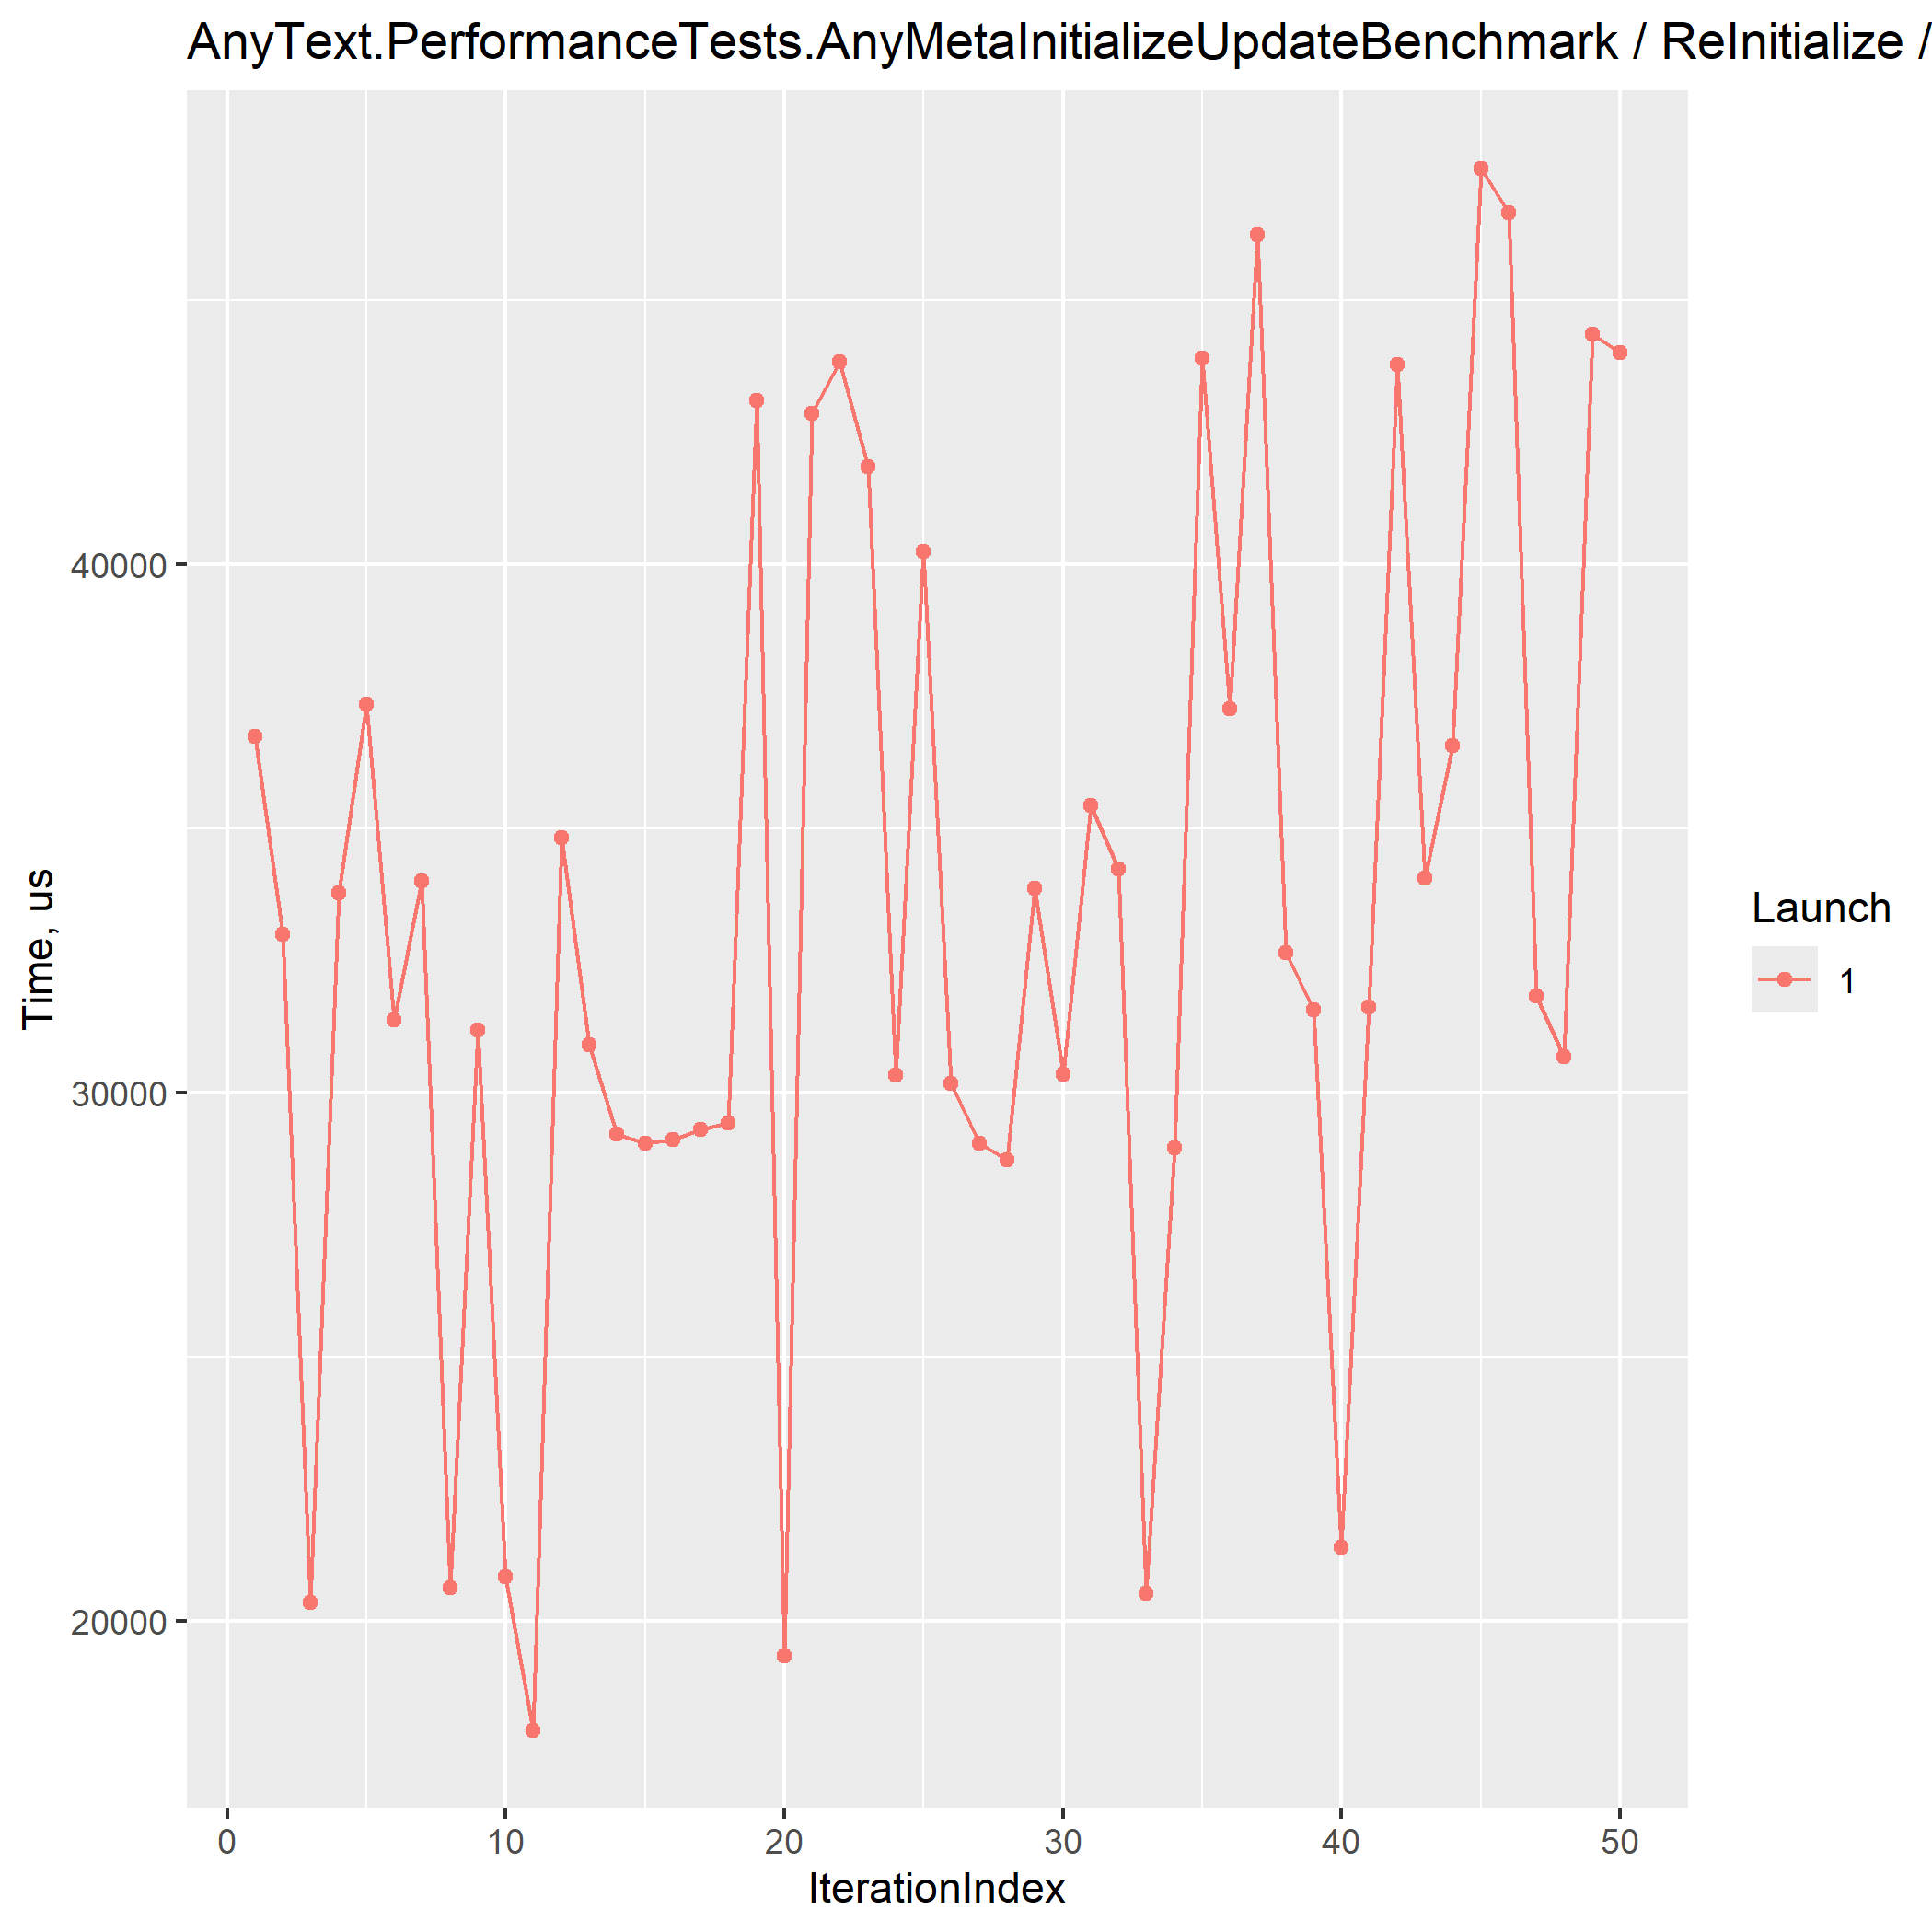 AnyText.PerformanceTests.AnyMetaInitializeUpdateBenchmark / ReInitialize /
40000
30000
20000
Time, us
0 10 20 30 40 50
IterationIndex
Launch
1